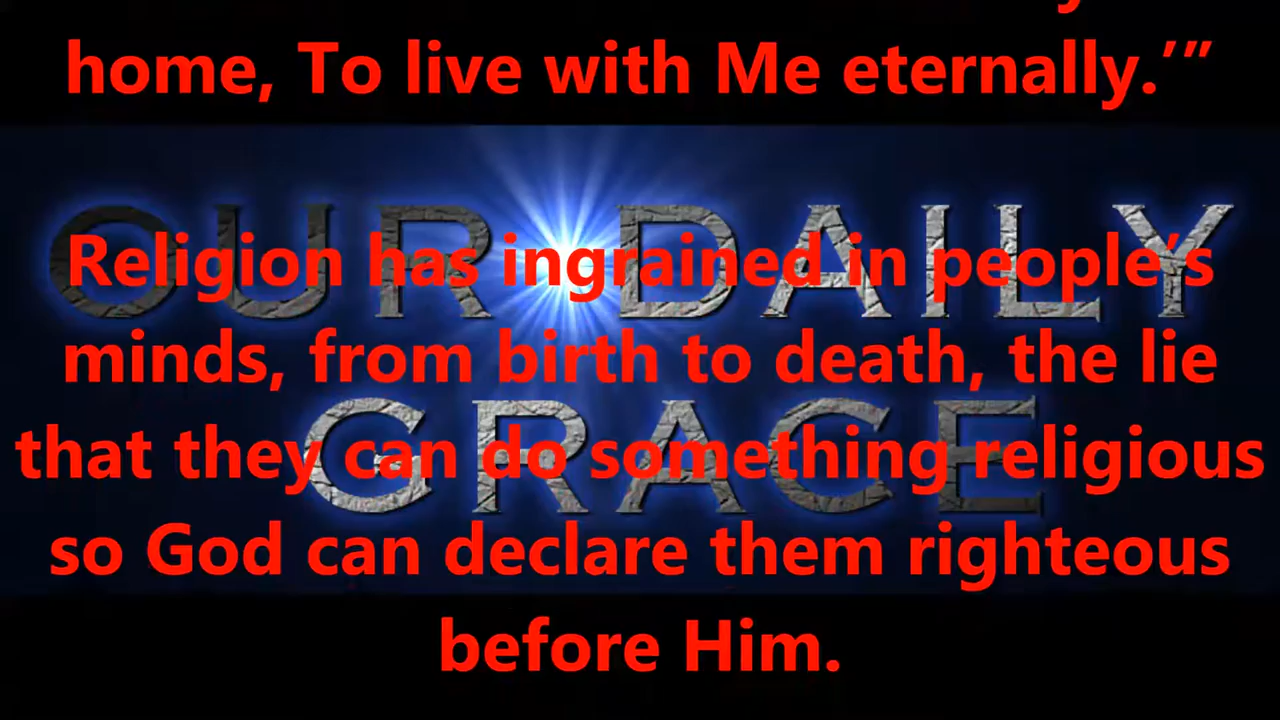 home, To live with Me eternally.’”
OUR DAILY
Religion has ingrained in people’s
minds, from birth to death, the lie
GRACE
that they can do something religious
so God can declare them righteous
before Him.